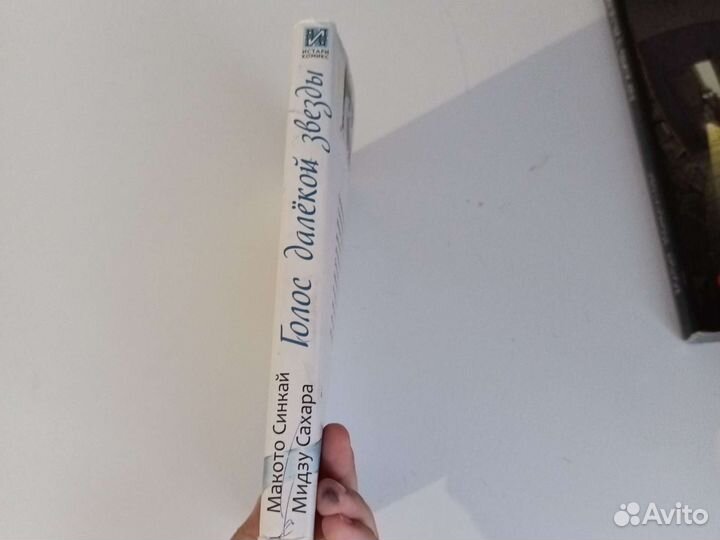 ИСТАРИ
КОМИКС
Голос далёкой звезды
Макото Синкай
Мидзу Сахара
Avito